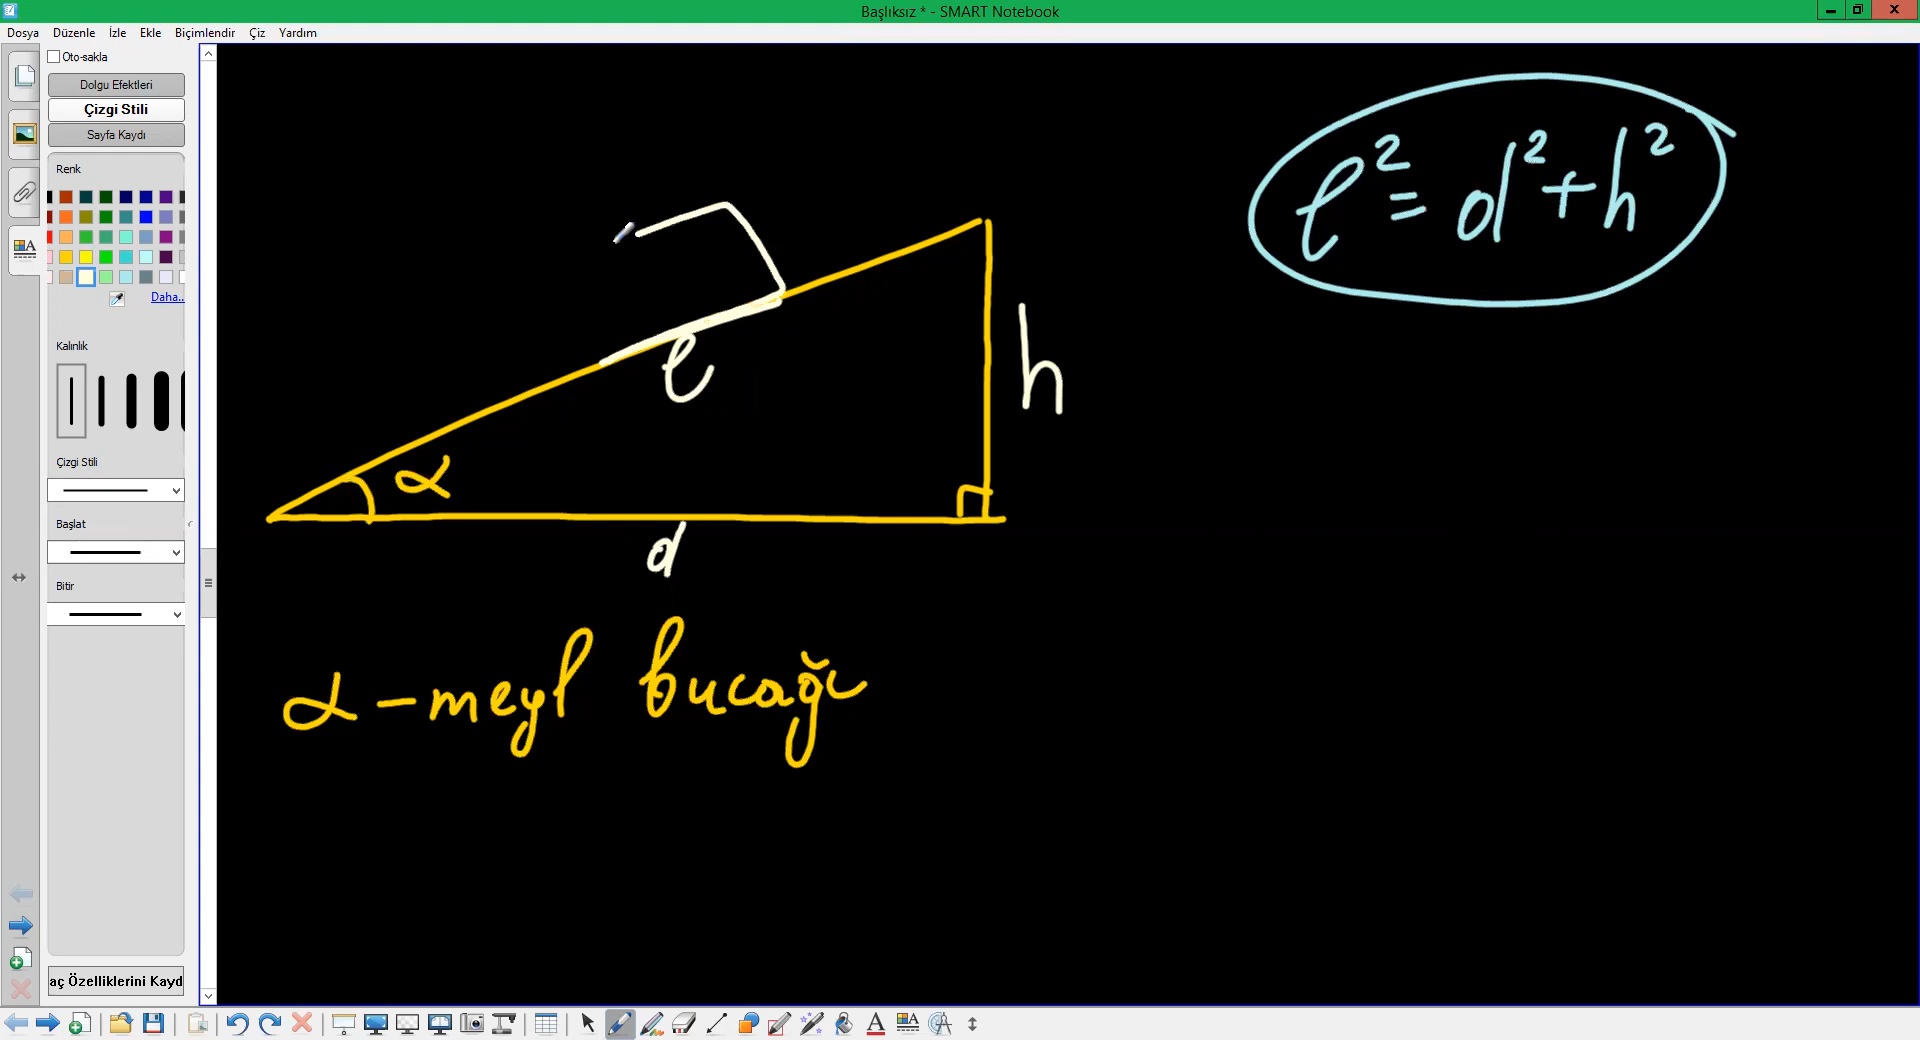 Başlıksız * - SMART Notebook
Dosya Düzenle İzle Ekle Biçimlendir Çiz Yardım
Oto-sakla
Dolgu Efektleri
Çizgi Stili
Sayfa Kaydı
Renk
Daha..
Kalınlık
Çizgi Stili
Başlat
Bitir
aç Özelliklerini Kayd
ℓ² = d² + h²
ℓ
h
α
d
α - meyl bucağı